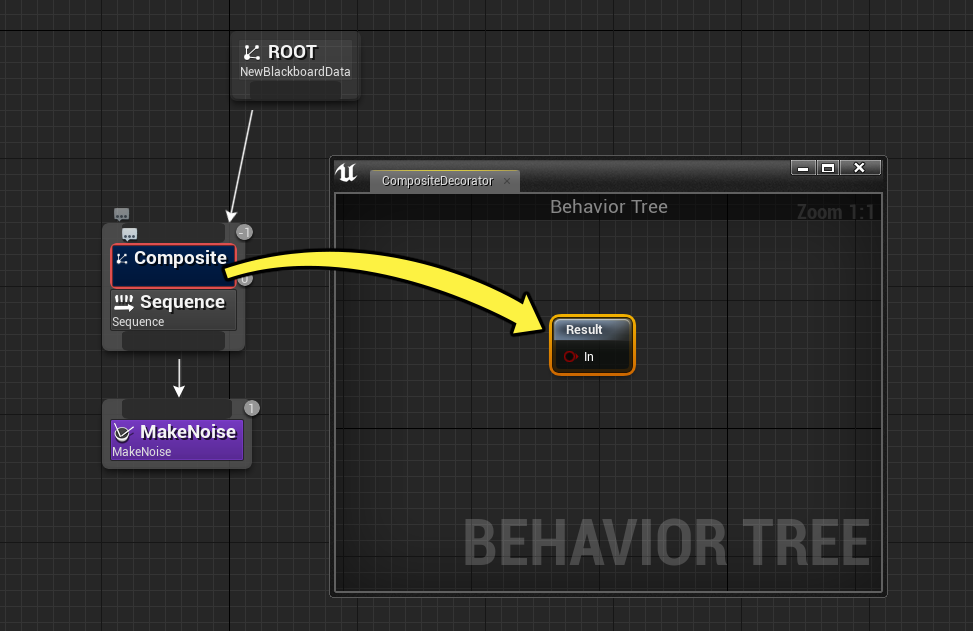 ROOT
NewBlackboardData
CompositeDecorator
Behavior Tree
Zoom 1:1
-1
Composite
0
Sequence
Sequence
Result
In
1
MakeNoise
MakeNoise
BEHAVIOR TREE